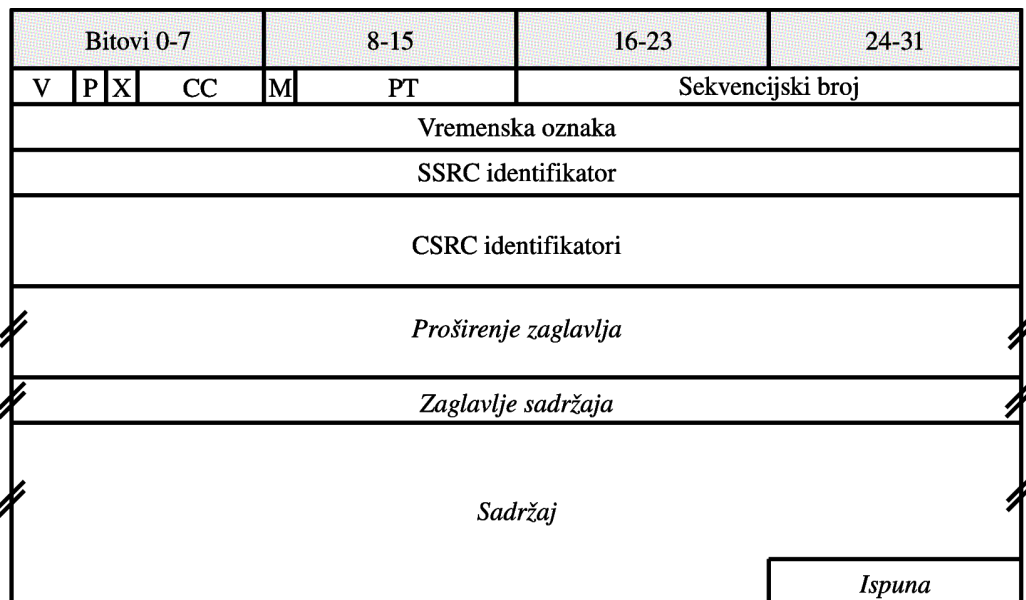 Bitovi 0-7 8-15 16-23 24-31
V P X CC M PT Sekvencijski broj
Vremenska oznaka
SSRC identifikator
CSRC identifikatori
Proširenje zaglavlja
Zaglavlje sadržaja
Sadržaj
Ispuna